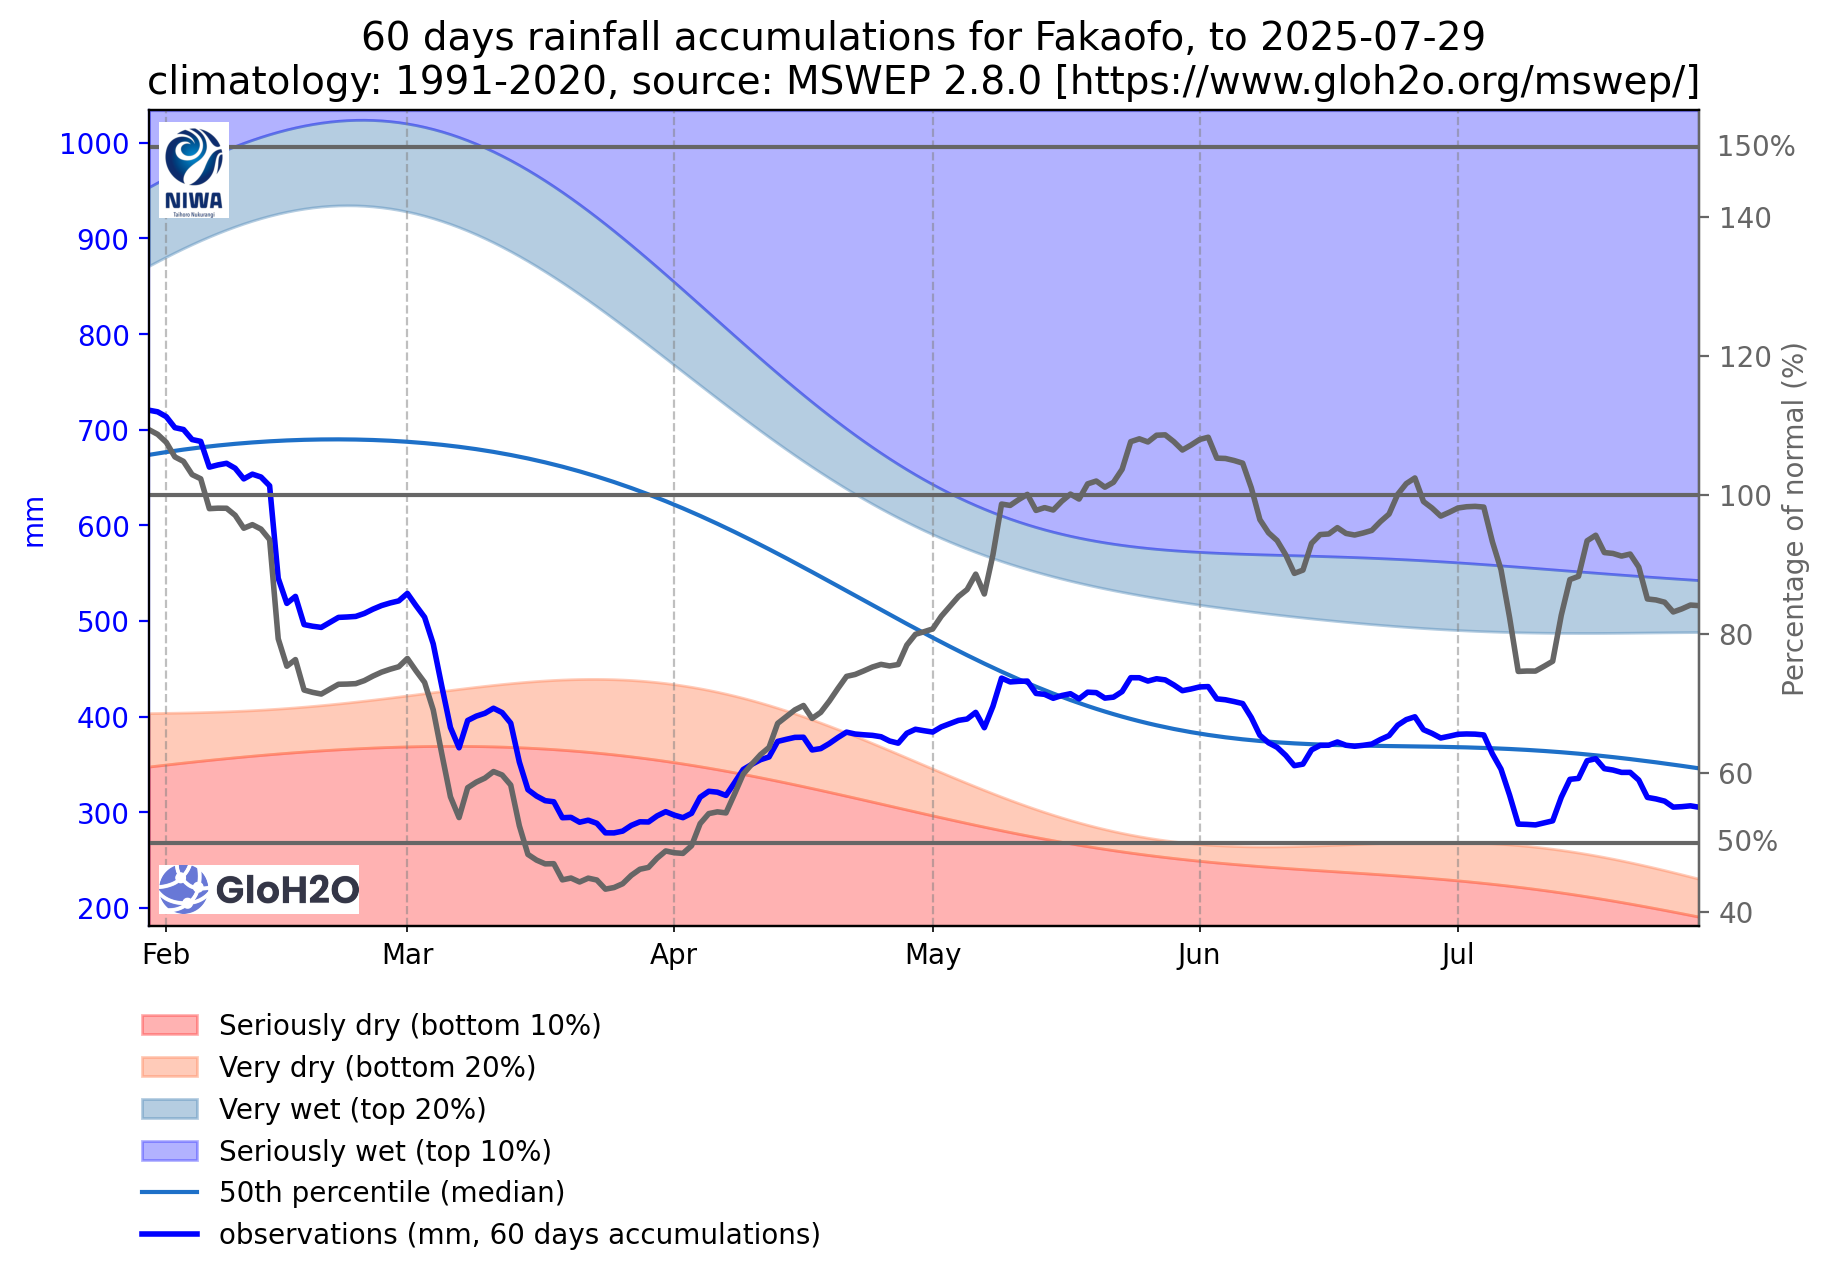 60 days rainfall accumulations for Fakaofo, to 2025-07-29
climatology: 1991-2020, source: MSWEP 2.8.0 [https://www.gloh2o.org/mswep/]
1000
900
800
700
600
500
400
300
200
mm
150%
140
120
100
80
60
50%
40
Percentage of normal (%)
NIWA
Taihoro Nukurangi
GloH2O
Feb
Mar
Apr
May
Jun
Jul
Seriously dry (bottom 10%)
Very dry (bottom 20%)
Very wet (top 20%)
Seriously wet (top 10%)
50th percentile (median)
observations (mm, 60 days accumulations)